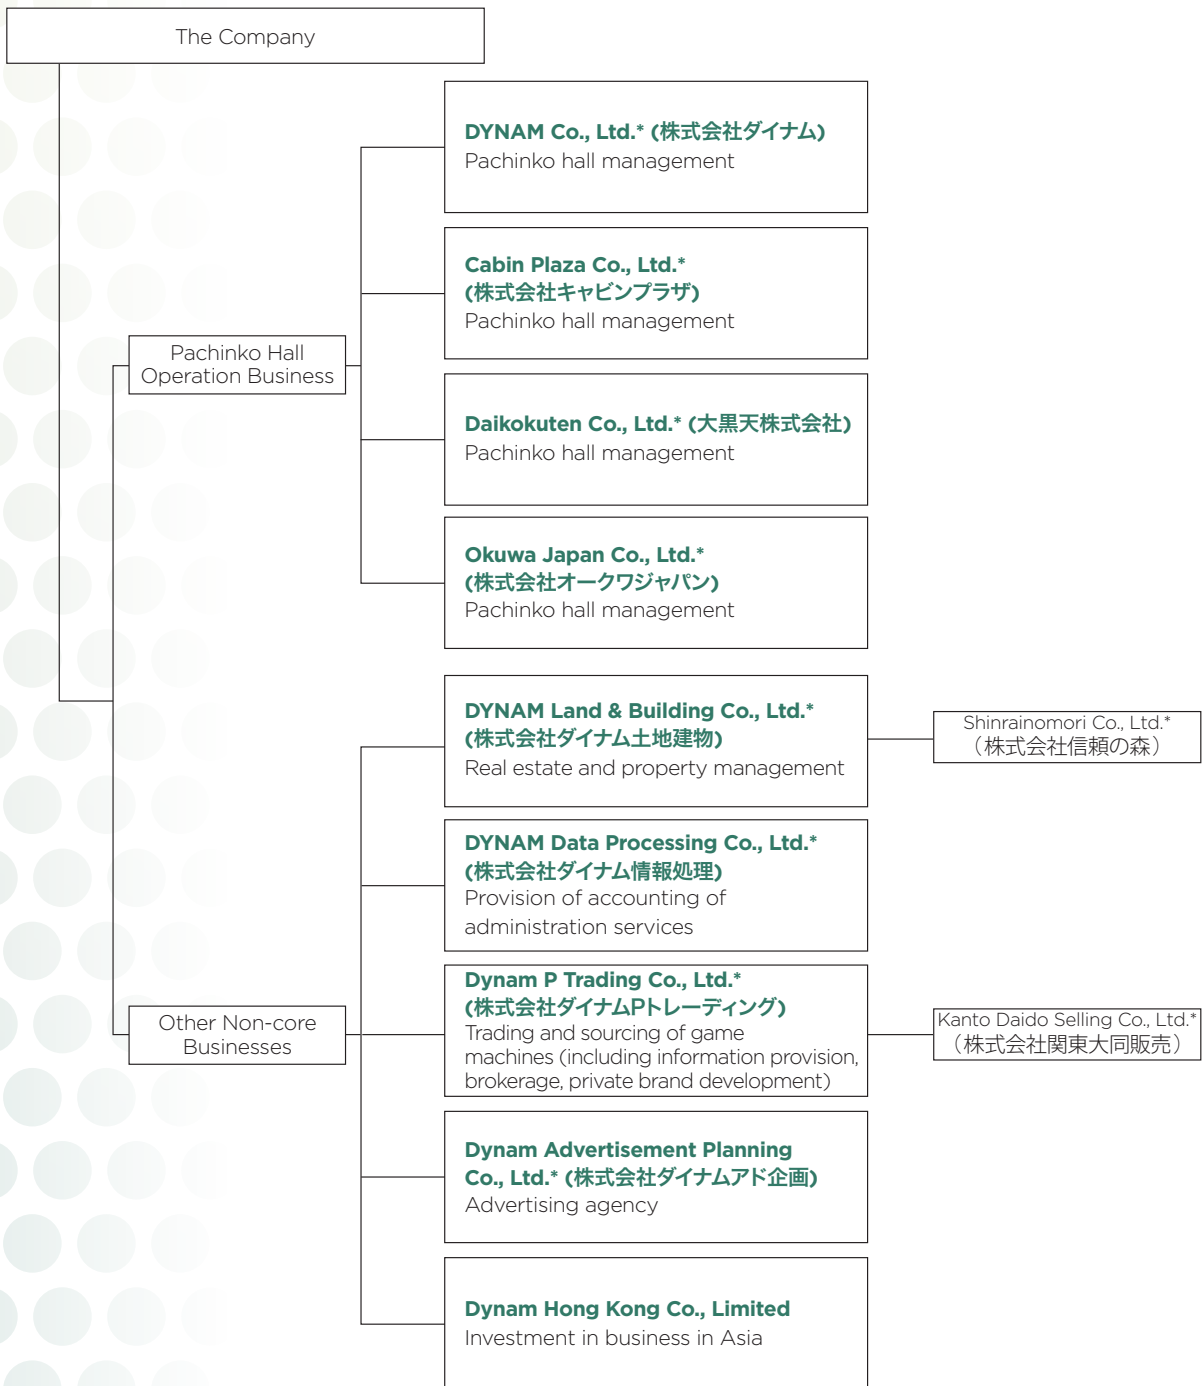 The Company
DYNAM Co., Ltd.* (株式会社ダイナム)
Pachinko hall management
Cabin Plaza Co., Ltd.*
(株式会社キャビンプラザ)
Pachinko hall management
Pachinko Hall
Operation Business
Daikokuten Co., Ltd.* (大黒天株式会社)
Pachinko hall management
Okuwa Japan Co., Ltd.*
(株式会社オークワジャパン)
Pachinko hall management
DYNAM Land & Building Co., Ltd.*
(株式会社ダイナム土地建物)
Real estate and property management
Shinrainomori Co., Ltd.*
（株式会社信頼の森）
DYNAM Data Processing Co., Ltd.*
(株式会社ダイナム情報処理)
Provision of accounting of
administration services
Other Non-core
Businesses
Dynam P Trading Co., Ltd.*
(株式会社ダイナムPトレーディング)
Trading and sourcing of game
machines (including information provision,
brokerage, private brand development)
Kanto Daido Selling Co., Ltd.*
（株式会社関東大同販売）
Dynam Advertisement Planning
Co., Ltd.* (株式会社ダイナムアド企画)
Advertising agency
Dynam Hong Kong Co., Limited
Investment in business in Asia